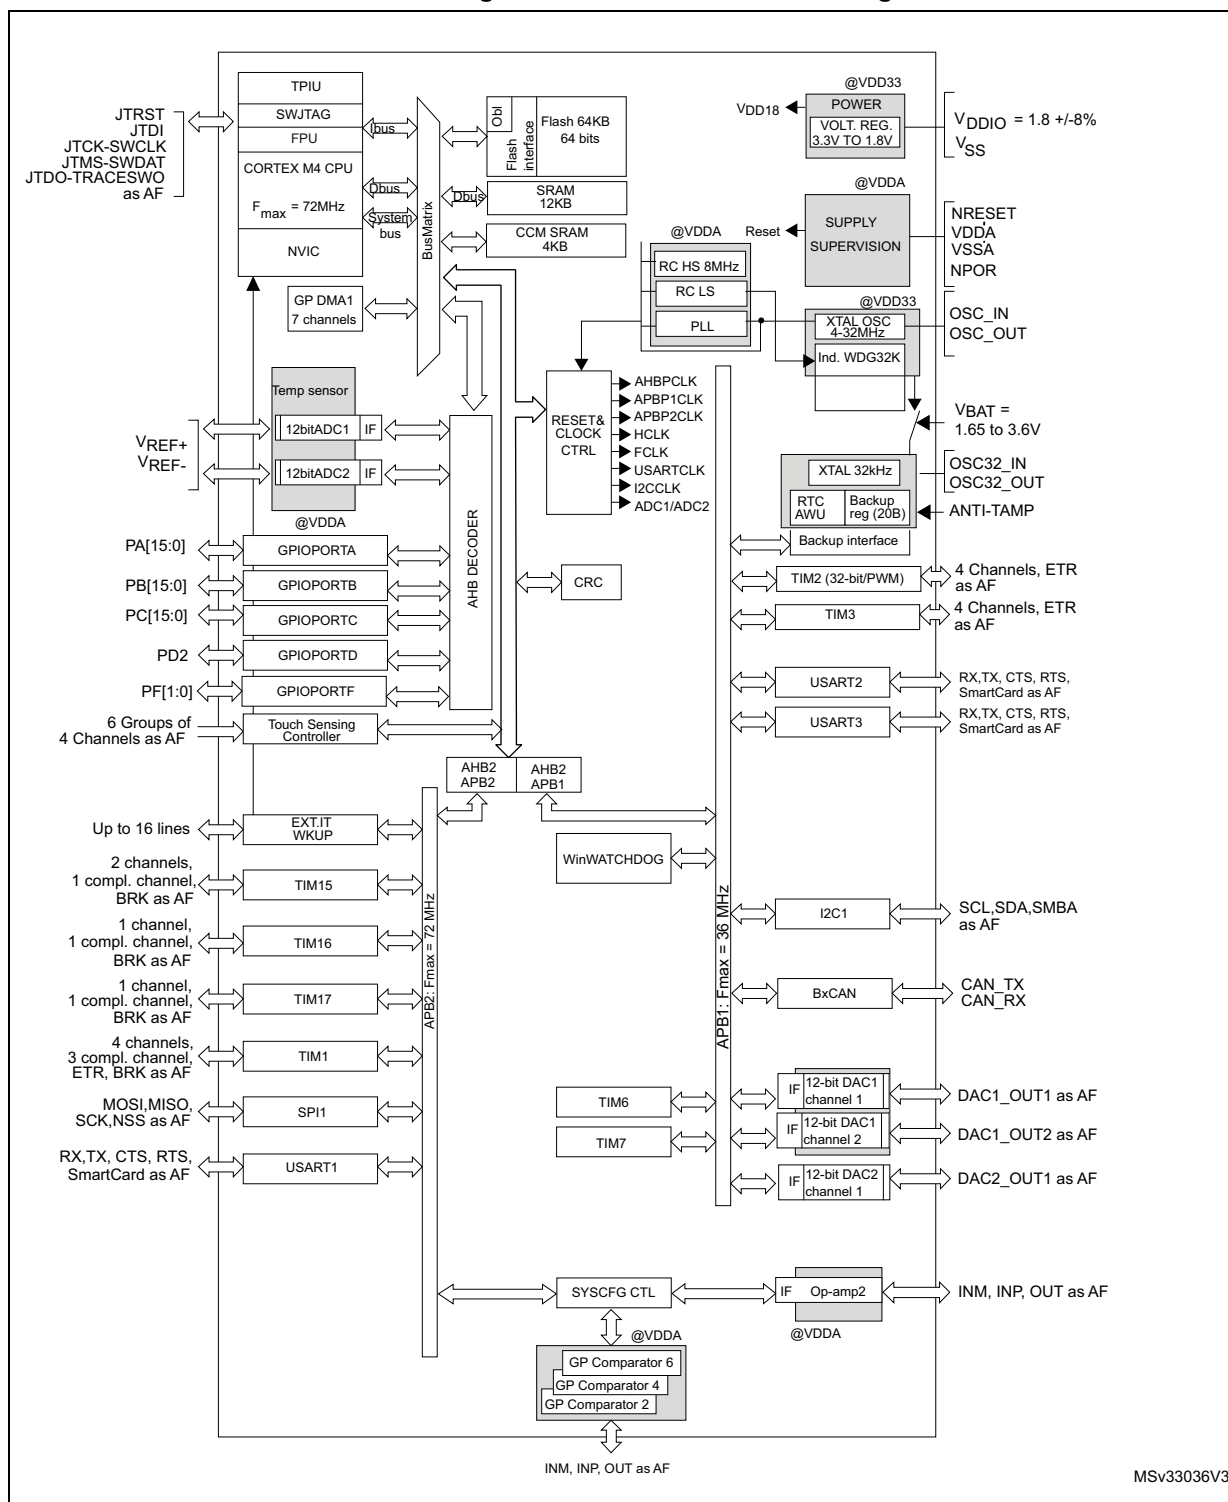 TPIU
SWJTAG
FPU
CORTEX M4 CPU
Fmax = 72MHz
NVIC
JTRST
JTDI
JTCK-SWCLK
JTMS-SWDAT
JTDO-TRACESWO
as AF
Ibus
Dbus
System
bus
BusMatrix
Obl
Flash
interface
Flash 64KB
64 bits
Dbus
SRAM
12KB
CCM SRAM
4KB
GP DMA1
7 channels
@VDD33
VDD18
POWER
VOLT. REG.
3.3V TO 1.8V
VDDIO = 1.8 +/-8%
VSS
@VDDA
Reset
SUPPLY
SUPERVISION
NRESET
VDDA
VSSA
NPOR
@VDDA
RC HS 8MHz
RC LS
PLL
@VDD33
XTAL OSC
4-32MHz
Ind. WDG32K
OSC_IN
OSC_OUT
VBAT =
1.65 to 3.6V
XTAL 32kHz
OSC32_IN
OSC32_OUT
RTC
AWU
Backup
reg (20B)
ANTI-TAMP
Backup interface
RESET&
CLOCK
CTRL
AHBPCLK
APBP1CLK
APBP2CLK
HCLK
FCLK
USARTCLK
I2CCLK
ADC1/ADC2
Temp sensor
VREF+
VREF-
12bitADC1
IF
12bitADC2
IF
@VDDA
AHB DECODER
CRC
PA[15:0]
GPIOPORTA
PB[15:0]
GPIOPORTB
PC[15:0]
GPIOPORTC
PD2
GPIOPORTD
PF[1:0]
GPIOPORTF
6 Groups of
4 Channels as AF
Touch Sensing
Controller
AHB2
APB2
AHB2
APB1
TIM2 (32-bit/PWM)
4 Channels, ETR
as AF
TIM3
4 Channels, ETR
as AF
USART2
RX,TX, CTS, RTS,
SmartCard as AF
USART3
RX,TX, CTS, RTS,
SmartCard as AF
Up to 16 lines
EXT.IT
WKUP
2 channels,
1 compl. channel,
BRK as AF
TIM15
1 channel,
1 compl. channel,
BRK as AF
TIM16
1 channel,
1 compl. channel,
BRK as AF
TIM17
4 channels,
3 compl. channel,
ETR, BRK as AF
TIM1
MOSI,MISO,
SCK,NSS as AF
SPI1
RX,TX, CTS, RTS,
SmartCard as AF
USART1
APB2: Fmax = 72 MHz
WinWATCHDOG
APB1: Fmax = 36 MHz
I2C1
SCL,SDA,SMBA
as AF
BxCAN
CAN_TX
CAN_RX
TIM6
TIM7
IF
12-bit DAC1
channel 1
DAC1_OUT1 as AF
IF
12-bit DAC1
channel 2
DAC1_OUT2 as AF
IF
12-bit DAC2
channel 1
DAC2_OUT1 as AF
SYSCFG CTL
IF
Op-amp2
INM, INP, OUT as AF
@VDDA
@VDDA
GP Comparator 6
GP Comparator 4
GP Comparator 2
INM, INP, OUT as AF
MSv33036V3